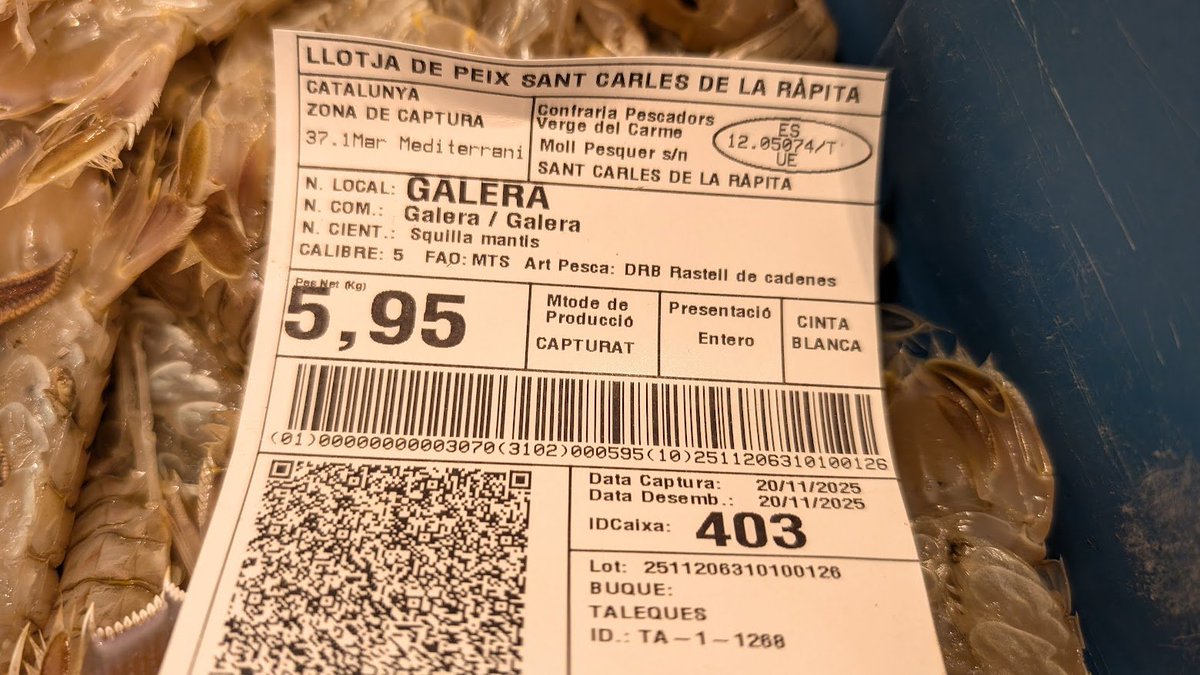 LLOTJA DE PEIX SANT CARLES DE LA RÀPITA
CATALUNYA
ZONA DE CAPTURA
37.1Mar Mediterrani
Confraria Pescadors
Verge del Carme
Moll Pesquer s/n
SANT CARLES DE LA RÀPITA
ES
12.05074/T
UE
N. LOCAL: GALERA
N. COM.: Galera / Galera
N. CIENT.: Squilla mantis
CALIBRE: 5 FAO: MTS Art Pesca: DRB Rastell de cadenes
Pes Net (Kg)
5,95
Mtode de
Producció
CAPTURAT
Presentació
Entero
CINTA
BLANCA
(01)00000000003070(3102)000595(10)2511206310100126
Data Captura: 20/11/2025
Data Desemb.: 20/11/2025
IDCaixa: 403
Lot: 2511206310100126
BUQUE:
TALEQUES
ID.: TA-1-1268